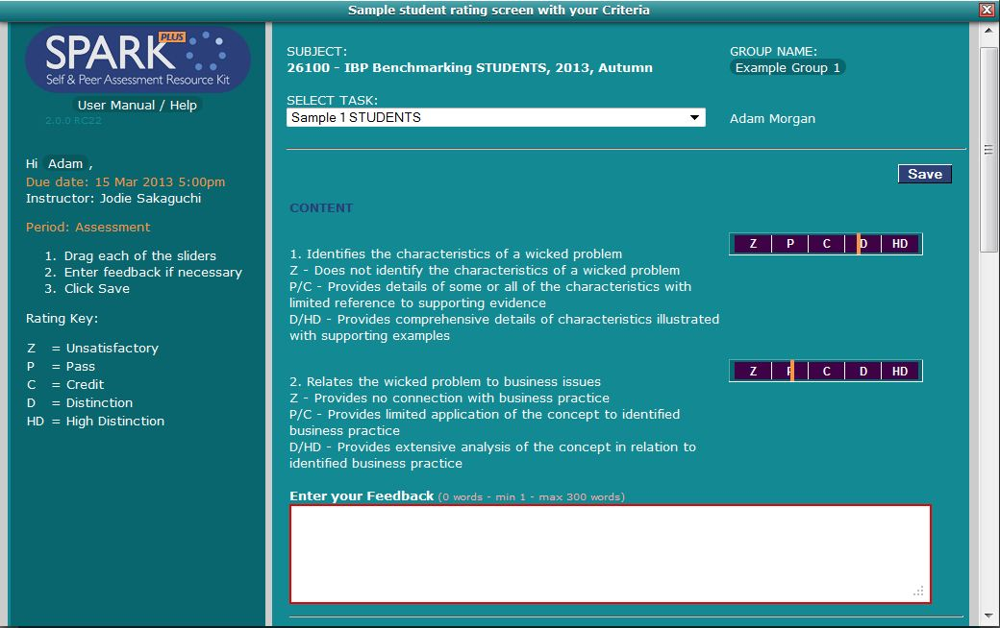 Sample student rating screen with your Criteria
SPARK PLUS
Self & Peer Assessment Resource Kit
User Manual / Help
2.0.0 RC22
Hi Adam ,
Due date: 15 Mar 2013 5:00pm
Instructor: Jodie Sakaguchi
Period: Assessment
1. Drag each of the sliders
2. Enter feedback if necessary
3. Click Save
Rating Key:
Z = Unsatisfactory
P = Pass
C = Credit
D = Distinction
HD = High Distinction
SUBJECT:
26100 - IBP Benchmarking STUDENTS, 2013, Autumn
GROUP NAME:
Example Group 1
SELECT TASK:
Sample 1 STUDENTS
Adam Morgan
Save
CONTENT
1. Identifies the characteristics of a wicked problem
Z - Does not identify the characteristics of a wicked problem
P/C - Provides details of some or all of the characteristics with
limited reference to supporting evidence
D/HD - Provides comprehensive details of characteristics illustrated
with supporting examples
Z P C D HD
2. Relates the wicked problem to business issues
Z - Provides no connection with business practice
P/C - Provides limited application of the concept to identified
business practice
D/HD - Provides extensive analysis of the concept in relation to
identified business practice
Z P C D HD
Enter your Feedback (0 words - min 1 - max 300 words)